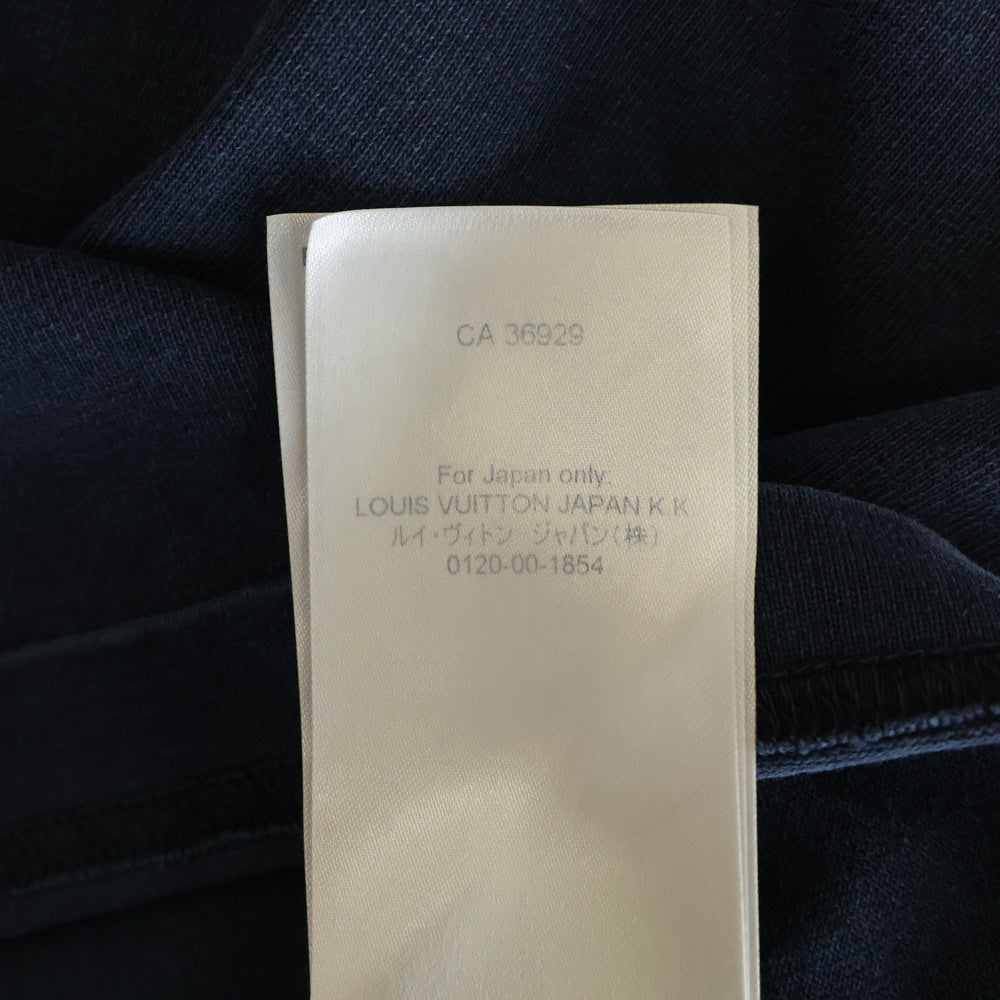 CA 36929
For Japan only:
LOUIS VUITTON JAPAN K.K
ルイ・ヴィトン ジャパン(株)
0120-00-1854